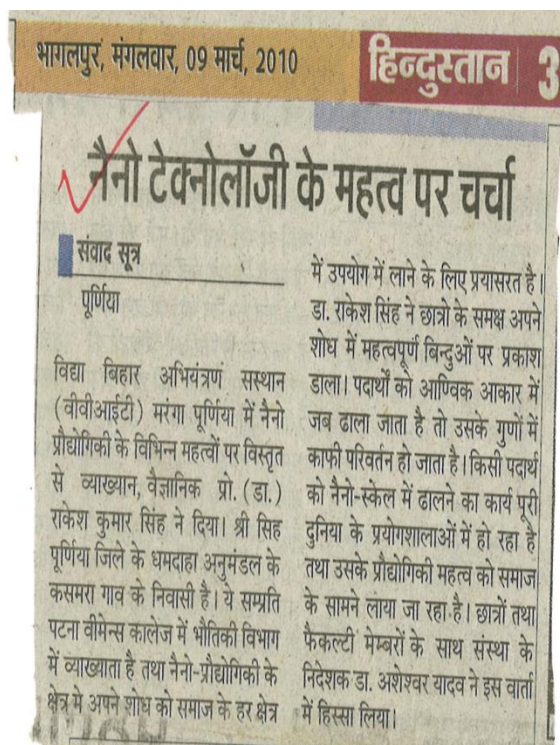 भागलपुर, मंगलवार, 09 मार्च, 2010
हिन्दुस्तान 3
नैनो टेक्नोलॉजी के महत्व पर चर्चा
संवाद सूत्र
पूर्णिया
विद्या बिहार अभियंत्रण सस्थान
(वीवीआईटी) मरंगा पूर्णिया में नैनो
प्रौद्योगिकी के विभिन्न महत्वों पर विस्तृत
से व्याख्यान, वैज्ञानिक प्रो. (डा.)
राकेश कुमार सिंह ने दिया। श्री सिह
पूर्णिया जिले के धमदाहा अनुमंडल के
कसमरा गाव के निवासी है। ये सम्प्रति
पटना वीमेन्स कालेज में भौतिकी विभाग
में व्याख्याता है तथा नैनो-प्रौद्योगिकी के
क्षेत्र मे अपने शोध को समाज के हर क्षेत्र
में उपयोग में लाने के लिए प्रयासरत है।
डा. राकेश सिंह ने छात्रो के समक्ष अपने
शोध में महत्वपूर्ण बिन्दुओं पर प्रकाश
डाला। पदार्थों को आण्विक आकार में
जब ढाला जाता है तो उसके गुणों में
काफी परिवर्तन हो जाता है। किसी पदार्थ
को नैनो-स्केल में ढालने का कार्य पूरी
दुनिया के प्रयोगशालाओं में हो रहा है
तथा उसके प्रौद्योगिकी महत्व को समाज
के सामने लाया जा रहा है। छात्रों तथा
फैकल्टी मेम्बरों के साथ संस्था के
निदेशक डा. अशेश्वर यादव ने इस वार्ता
में हिस्सा लिया।